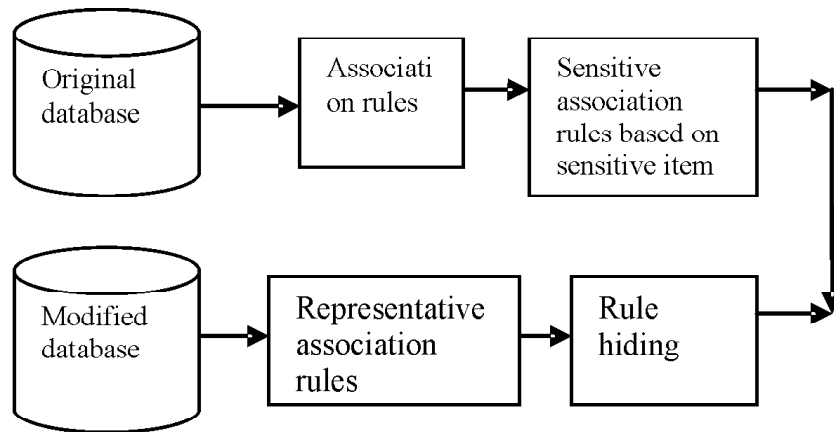 Original
database
Associati
on rules
Sensitive
association
rules based on
sensitive item
Modified
database
Representative
association
rules
Rule
hiding